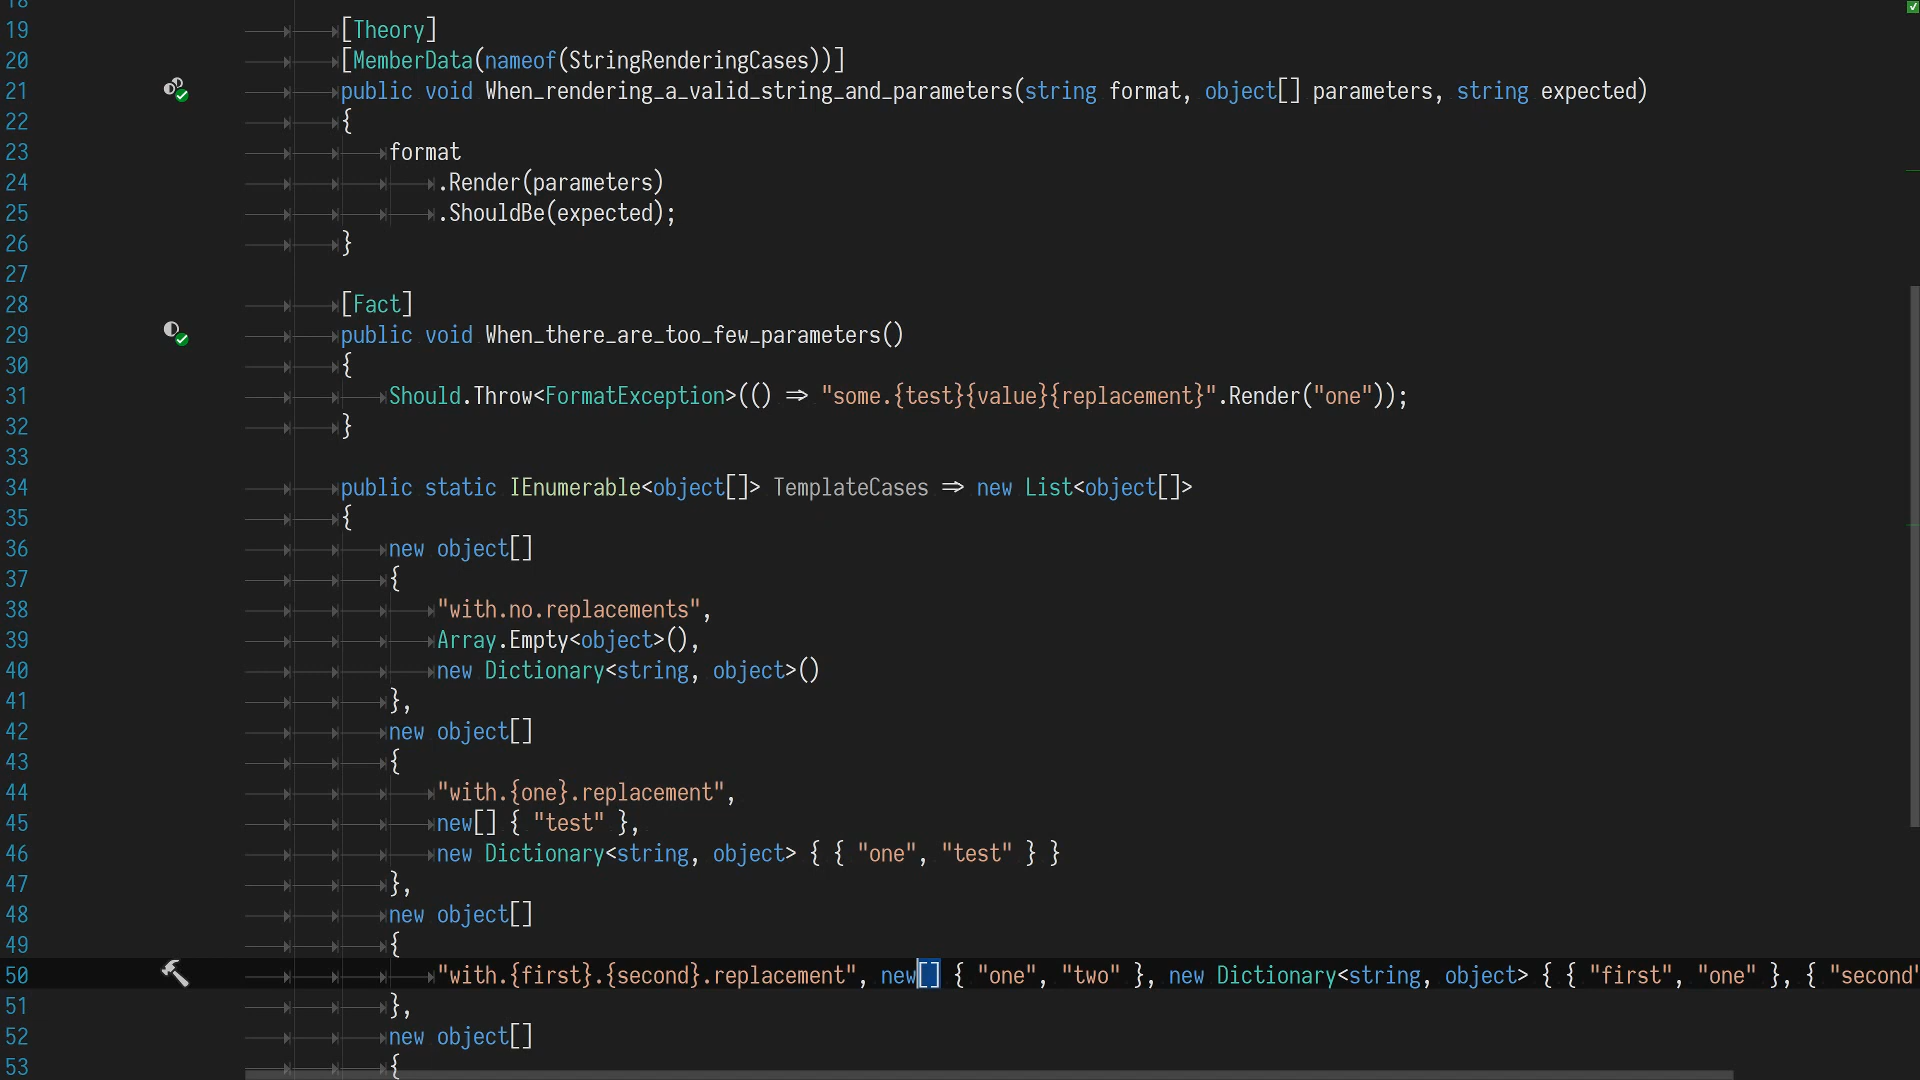 18
19 [Theory]
20 [MemberData(nameof(StringRenderingCases))]
21 public void When_rendering_a_valid_string_and_parameters(string format, object[] parameters, string expected)
22 {
23 format
24 .Render(parameters)
25 .ShouldBe(expected);
26 }
27
28 [Fact]
29 public void When_there_are_too_few_parameters()
30 {
31 Should.Throw<FormatException>(() => "some.{test}{value}{replacement}".Render("one"));
32 }
33
34 public static IEnumerable<object[]> TemplateCases => new List<object[]>
35 {
36 new object[]
37 {
38 "with.no.replacements",
39 Array.Empty<object>(),
40 new Dictionary<string, object>()
41 },
42 new object[]
43 {
44 "with.{one}.replacement",
45 new[] { "test" },
46 new Dictionary<string, object> { { "one", "test" } }
47 },
48 new object[]
49 {
50 "with.{first}.{second}.replacement", new[] { "one", "two" }, new Dictionary<string, object> { { "first", "one" }, { "second"
51 },
52 new object[]
53 {